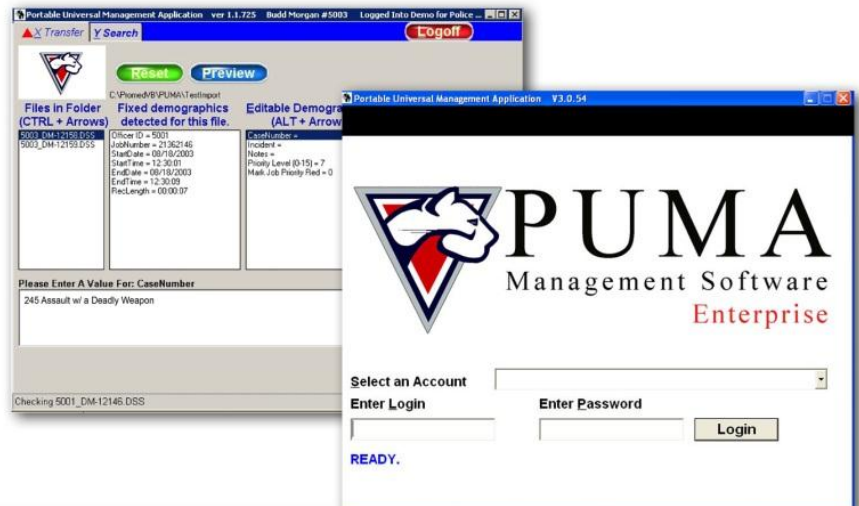 Portable Universal Management Application ver 1.1.725 Budd Morgan #5003 Logged Into Demo for Police ...
X Transfer Y Search
Logoff
Reset Preview
C:\PromedVB\PUMA\TestImport
Files in Folder
(CTRL + Arrows)
5003_DM-12158.DSS
5003_DM-12159.DSS
Fixed demographics
detected for this file.
Officer ID = 5001
JobNumber = 21362146
StartDate = 08/18/2003
StartTime = 12:30:01
EndDate = 08/18/2003
EndTime = 12:30:09
RecLength = 00:00:07
Editable Demogra
(ALT + Arrow
CaseNumber =
Incident =
Notes =
Priority Level (0-15) = 7
Mark Job Priority Red = 0
Please Enter A Value For: CaseNumber
245 Assault w/ a Deadly Weapon
Checking 5001_DM-12146.DSS
Portable Universal Management Application V3.0.54
PUMA
Management Software
Enterprise
Select an Account
Enter Login Enter Password
Login
READY.